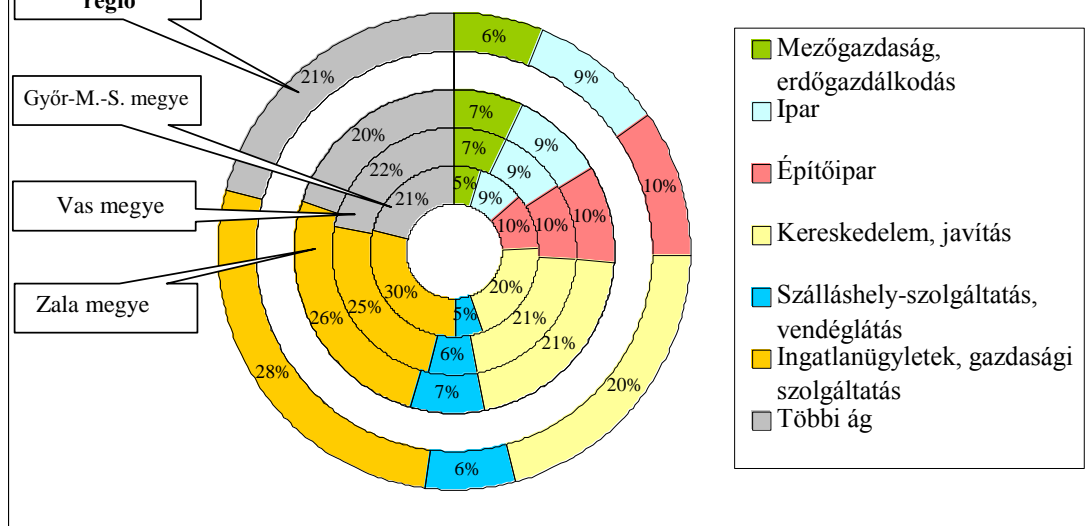 régió
Győr-M.-S. megye
Vas megye
Zala megye
6%
9%
10%
20%
6%
28%
21%
7%
9%
10%
21%
7%
26%
20%
7%
9%
10%
21%
6%
25%
22%
5%
9%
10%
20%
5%
30%
21%
Mezőgazdaság,
erdőgazdálkodás
Ipar
Építőipar
Kereskedelem, javítás
Szálláshely-szolgáltatás,
vendéglátás
Ingatlanügyletek, gazdasági
szolgáltatás
Többi ág